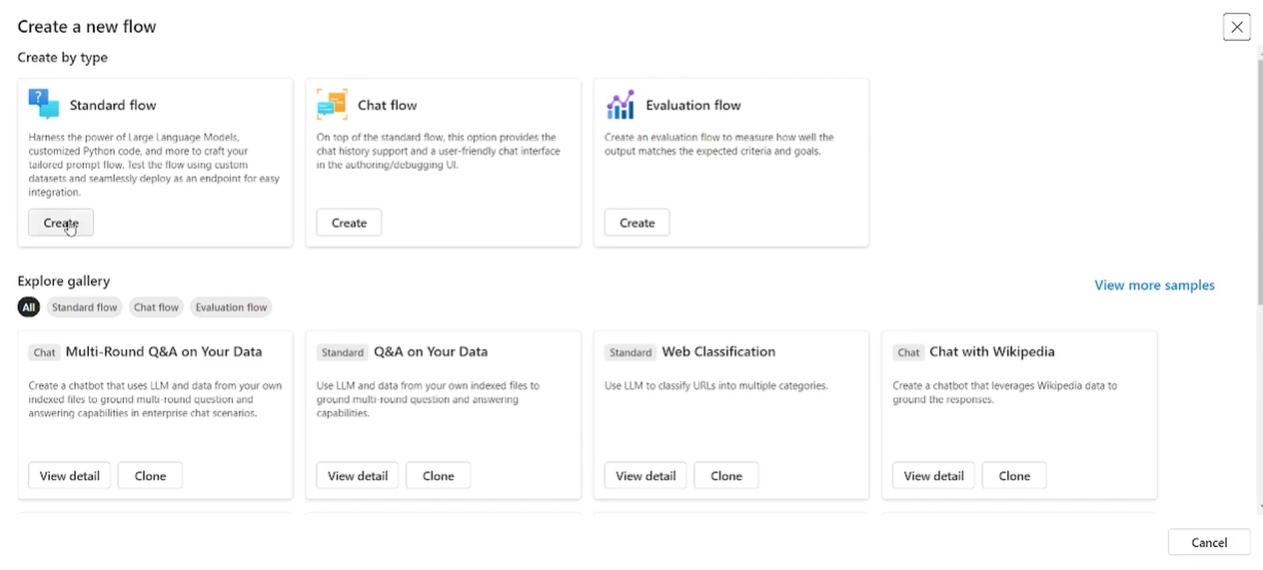 Create a new flow
Create by type
Standard flow
Harness the power of Large Language Models,
customized Python code, and more to craft your
tailored prompt flow. Test the flow using custom
datasets and seamlessly deploy as an endpoint for easy
integration.
Create
Chat flow
On top of the standard flow, this option provides the
chat history support and a user-friendly chat interface
in the authoring/debugging UI.
Create
Evaluation flow
Create an evaluation flow to measure how well the
output matches the expected criteria and goals.
Create
Explore gallery
View more samples
All Standard flow Chat flow Evaluation flow
Chat Multi-Round Q&A on Your Data
Create a chatbot that uses LLM and data from your own
indexed files to ground multi-round question and
answering capabilities in enterprise chat scenarios.
View detail Clone
Standard Q&A on Your Data
Use LLM and data from your own indexed files to
ground multi-round question and answering
capabilities.
View detail Clone
Standard Web Classification
Use LLM to classify URLs into multiple categories.
View detail Clone
Chat Chat with Wikipedia
Create a chatbot that leverages Wikipedia data to
ground the responses.
View detail Clone
Cancel